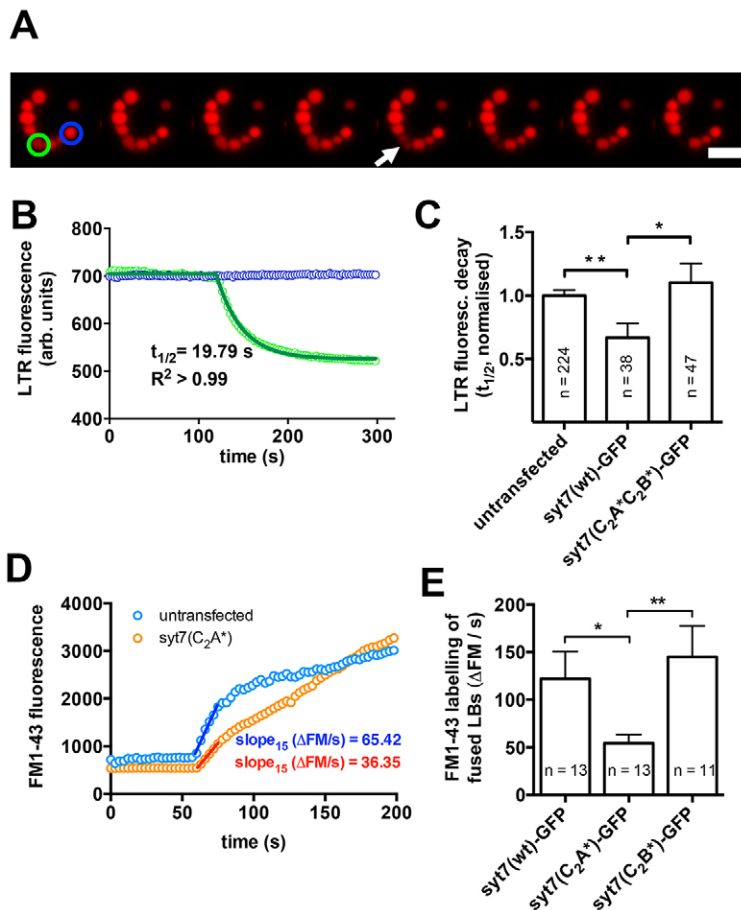 A
B
800
700
600
500
400
LTR fluorescence
(arb. units)
t1/2= 19.79 s
R2 > 0.99
0
100
200
300
time (s)
C
1.5
1.0
0.5
LTR fluoresc. decay
(t1/2, normalised)
**
*
n = 224
n = 38
n = 47
untransfected
syt7(wt)-GFP
syt7(C2A*C2B*)-GFP
D
4000
3000
2000
1000
0
FM1-43 fluorescence
untransfected
syt7(C2A*)
slope15 (ΔFM/s) = 65.42
slope15 (ΔFM/s) = 36.35
0
50
100
150
200
time (s)
E
200
150
100
50
0
FM1-43 labelling of
fused LBs (ΔFM / s)
*
**
n = 13
n = 13
n = 11
syt7(wt)-GFP
syt7(C2A*)-GFP
syt7(C2B*)-GFP